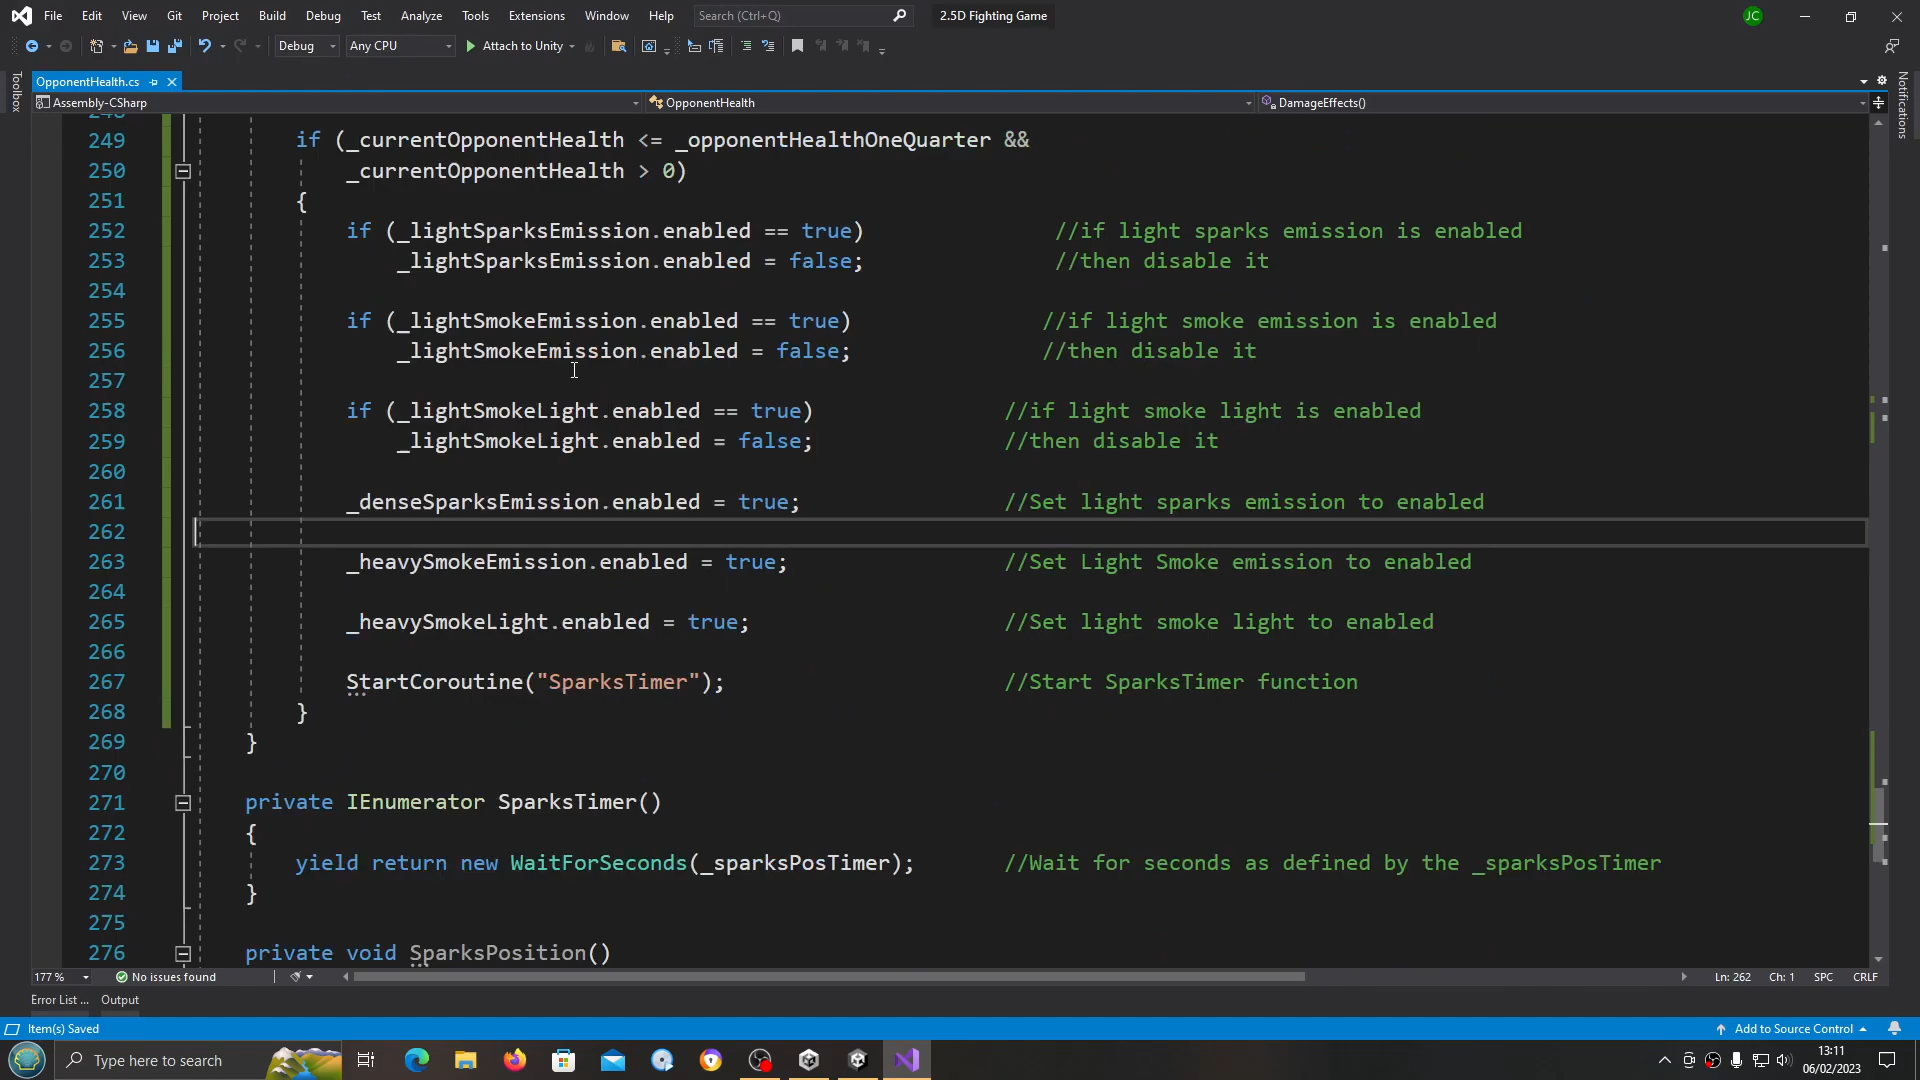 File Edit View Git Project Build Debug Test Analyze Tools Extensions Window Help Search (Ctrl+Q) 2.5D Fighting Game JC
Debug Any CPU Attach to Unity
Toolbox
OpponentHealth.cs
Notifications
Assembly-CSharp OpponentHealth DamageEffects()
249 if (_currentOpponentHealth <= _opponentHealthOneQuarter &&
250 _currentOpponentHealth > 0)
251 {
252 if (_lightSparksEmission.enabled == true) //if light sparks emission is enabled
253 _lightSparksEmission.enabled = false; //then disable it
254
255 if (_lightSmokeEmission.enabled == true) //if light smoke emission is enabled
256 _lightSmokeEmission.enabled = false; //then disable it
257
258 if (_lightSmokeLight.enabled == true) //if light smoke light is enabled
259 _lightSmokeLight.enabled = false; //then disable it
260
261 _denseSparksEmission.enabled = true; //Set light sparks emission to enabled
262
263 _heavySmokeEmission.enabled = true; //Set Light Smoke emission to enabled
264
265 _heavySmokeLight.enabled = true; //Set light smoke light to enabled
266
267 StartCoroutine("SparksTimer"); //Start SparksTimer function
268 }
269 }
270
271 private IEnumerator SparksTimer()
272 {
273 yield return new WaitForSeconds(_sparksPosTimer); //Wait for seconds as defined by the _sparksPosTimer
274 }
275
276 private void SparksPosition()
177 % No issues found Ln: 262 Ch: 1 SPC CRLF
Error List ... Output
Item(s) Saved Add to Source Control
Type here to search 13:11
06/02/2023